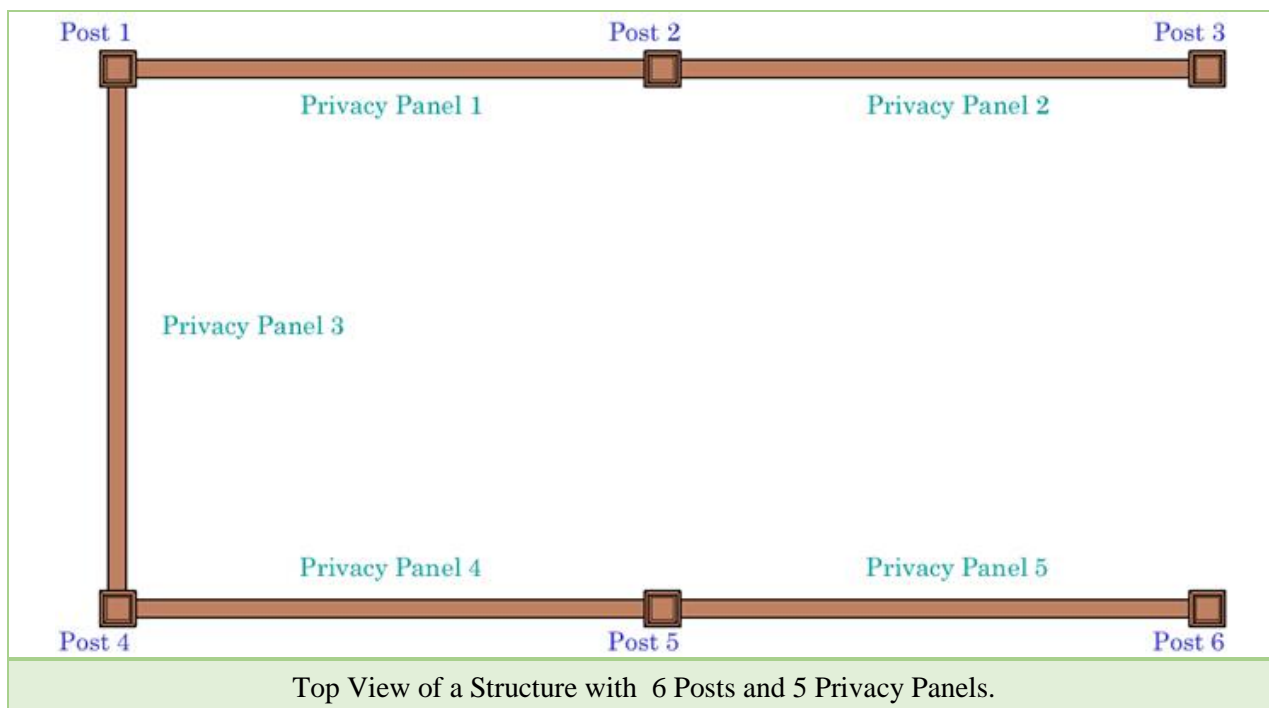 Post 1 Post 2 Post 3
Privacy Panel 1 Privacy Panel 2
Privacy Panel 3
Privacy Panel 4 Privacy Panel 5
Post 4 Post 5 Post 6
Top View of a Structure with 6 Posts and 5 Privacy Panels.